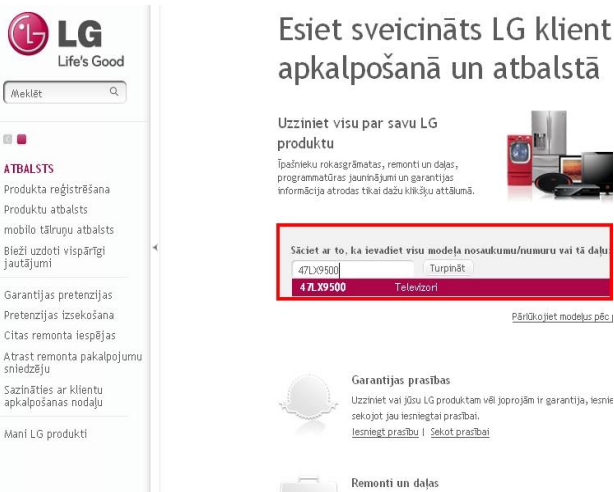 LG
Life's Good
Meklēt
ATBALSTS
Produkta reģistrēšana
Produktu atbalsts
mobilo tālruņu atbalsts
Bieži uzdoti vispārīgi
jautājumi
Garantijas pretenzijas
Pretenzijas izsekošana
Citas remonta iespējas
Atrast remonta pakalpojumu
sniedzēju
Sazināties ar klientu
apkalpošanas nodaļu
Mani LG produkti
Esiet sveicināts LG klient
apkalpošanā un atbalstā
Uzziniet visu par savu LG
produktu
Īpašnieku rokasgrāmatas, remonti un daļas,
programmatūras jauninājumi un garantijas
informācija atrodas tikai dažu klikšķu attālumā.
Sāciet ar to, ka ievadiet visu modeļa nosaukumu/numuru vai tā daļu:
47LX9500 Turpināt
47LX9500 Televizori
Pārlūkojiet modeļus pēc
Garantijas prasības
Uzziniet vai jūsu LG produktam vēl joprojām ir garantija, iesnie
sekojot jau iesniegtai prasībai.
Iesniegt prasību | Sekot prasībai
Remonti un daļas